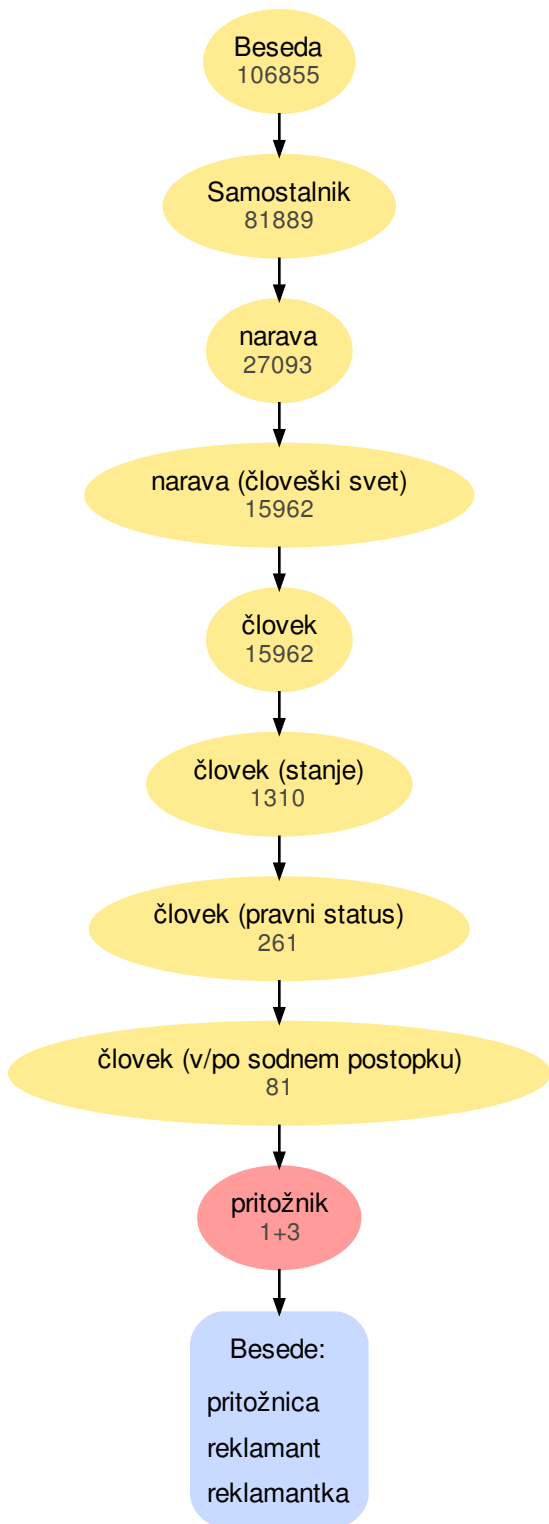 Beseda
106855
Samostalnik
81889
narava
27093
narava (človeški svet)
15962
človek
15962
človek (stanje)
1310
človek (pravni status)
261
človek (v/po sodnem postopku)
81
pritožnik
1+3
Besede:
pritožnica
reklamant
reklamantka